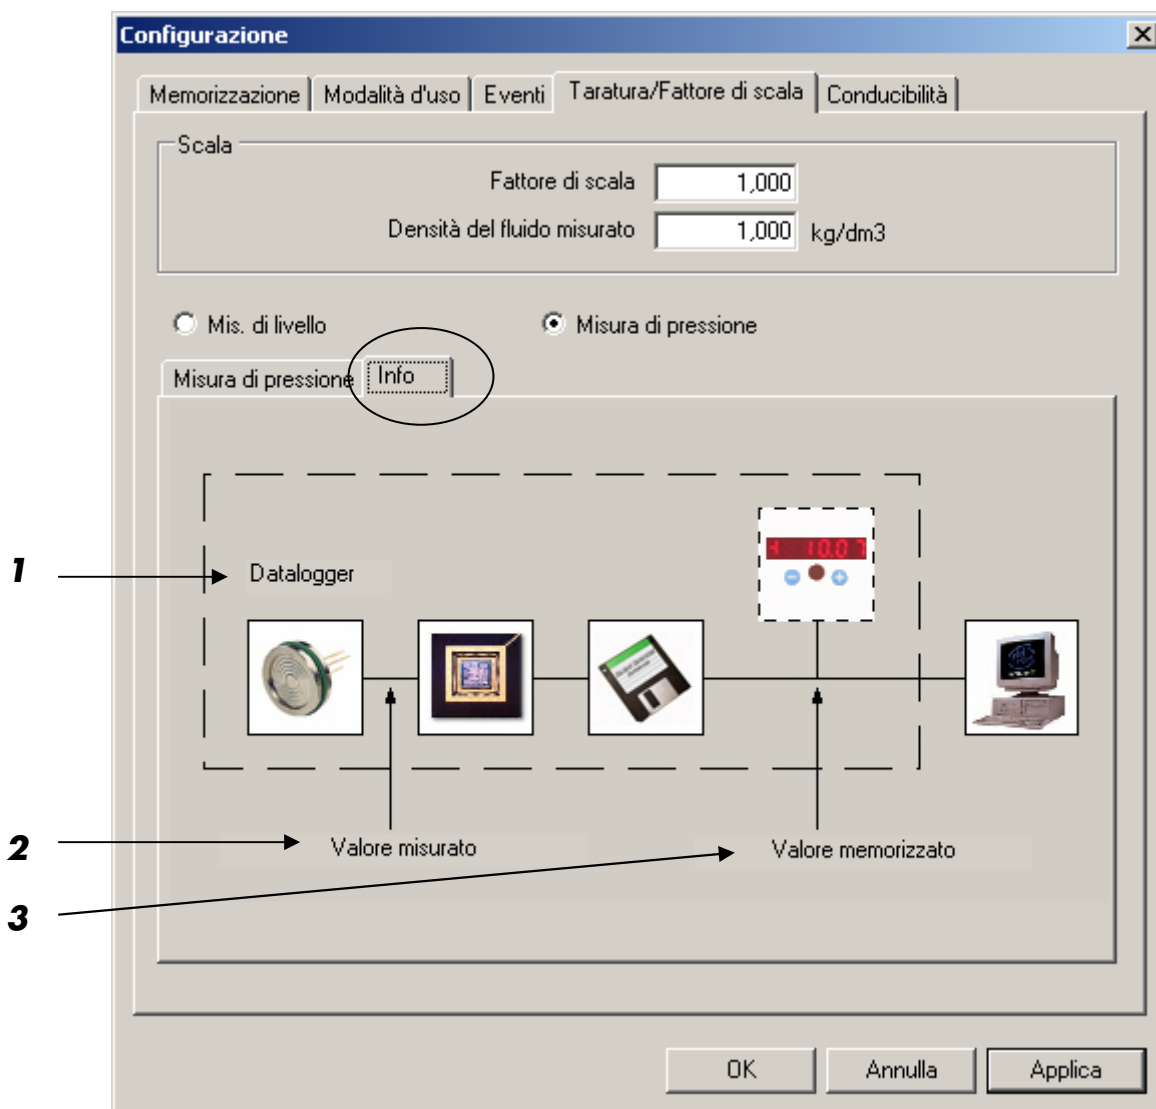 Configurazione
Memorizzazione Modalità d'uso Eventi Taratura/Fattore di scala Conducibilità
Scala
Fattore di scala 1,000
Densità del fluido misurato 1,000 kg/dm3
Mis. di livello Misura di pressione
Misura di pressione Info
10.07
1 Datalogger
2 Valore misurato Valore memorizzato
3
OK Annulla Applica